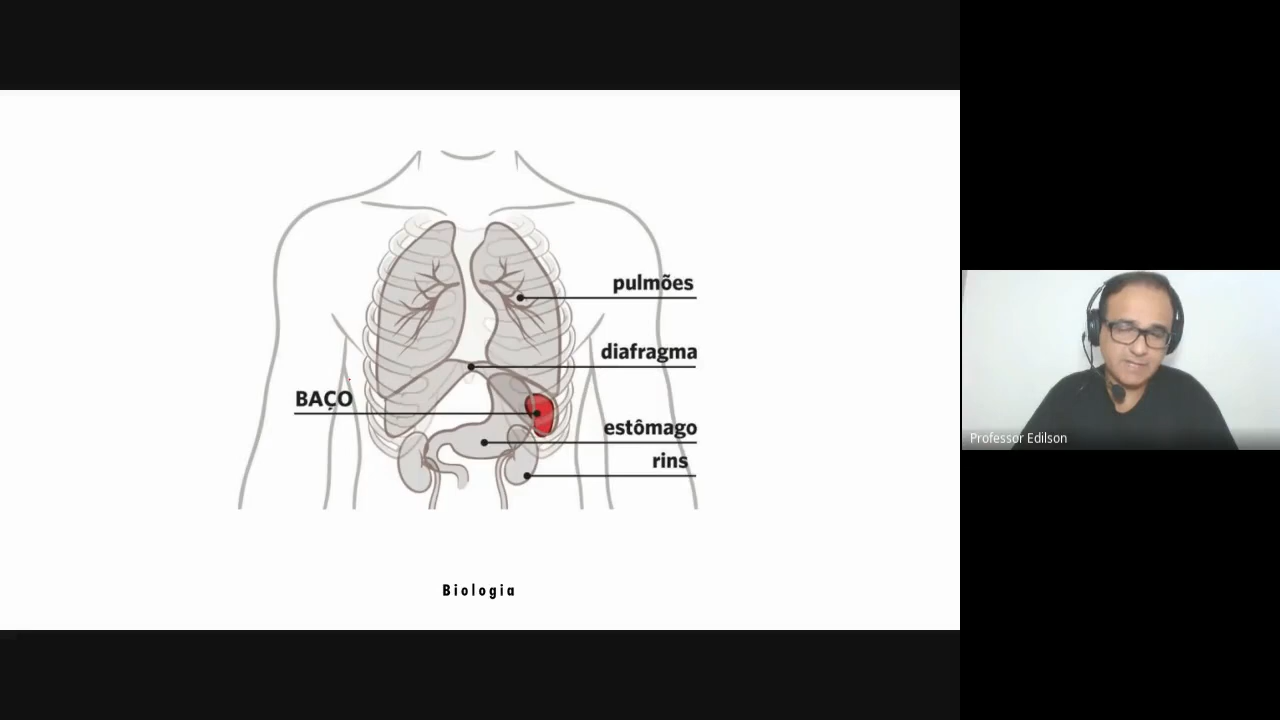 pulmões
diafragma
BAÇO
estômago
rins
Biologia
Professor Edilson